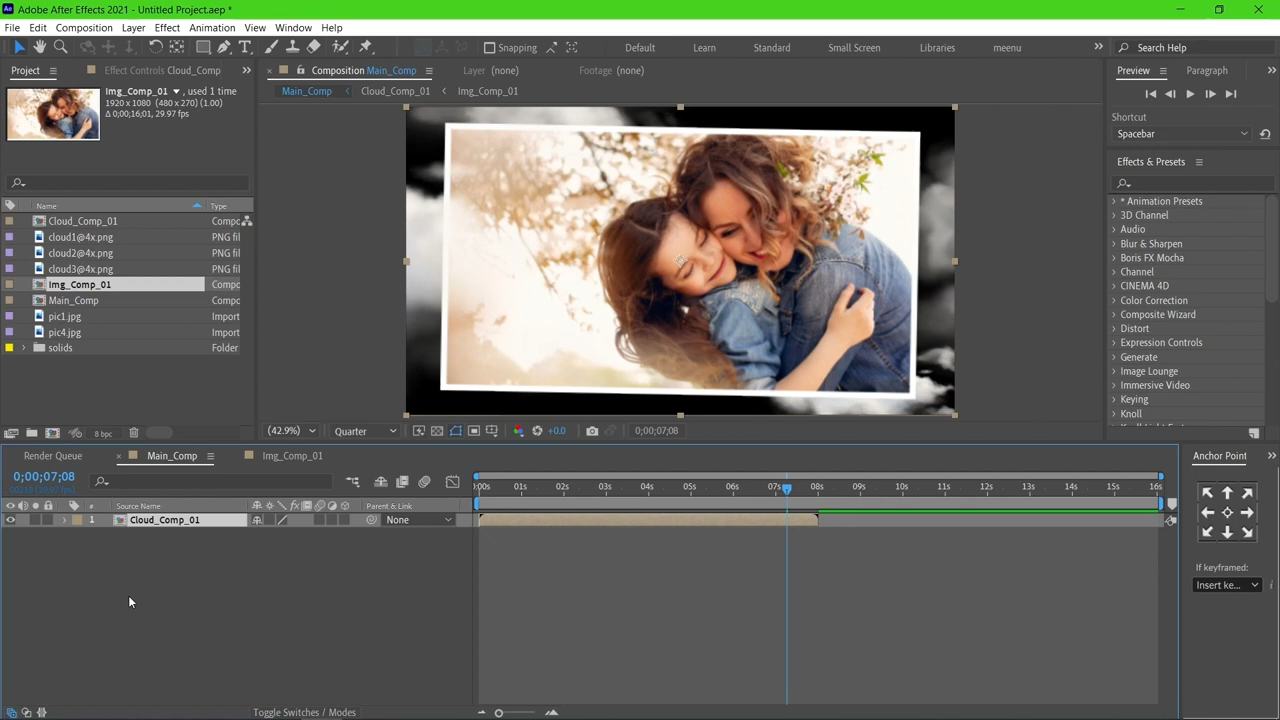 Ae Adobe After Effects 2021 - Untitled Project.aep *
File Edit Composition Layer Effect Animation View Window Help
Snapping Default Learn Standard Small Screen Libraries meenu » Search Help
Project Effect Controls Cloud_Comp »
Composition Main_Comp Layer (none) Footage (none)
Preview Paragraph »
Img_Comp_01 ▼ , used 1 time
1920 x 1080 (480 x 270) (1.00)
Δ 0;00;16;01, 29.97 fps
Main_Comp < Cloud_Comp_01 < Img_Comp_01
Shortcut
Spacebar
Effects & Presets
Name Type
Cloud_Comp_01 Compo
cloud1@4x.png PNG fil
cloud2@4x.png PNG fil
cloud3@4x.png PNG fil
Img_Comp_01 Compo
Main_Comp Compo
pic1.jpg Import
pic4.jpg Import
solids Folder
* Animation Presets
3D Channel
Audio
Blur & Sharpen
Boris FX Mocha
Channel
CINEMA 4D
Color Correction
Composite Wizard
Distort
Expression Controls
Generate
Image Lounge
Immersive Video
Keying
Knoll
8 bpc
(42.9%) Quarter +0.0 0;00;07;08
Render Queue × Main_Comp Img_Comp_01
Anchor Point »
0;00;07;08
:00s 01s 02s 03s 04s 05s 06s 07s 08s 09s 10s 11s 12s 13s 14s 15s 16s
# Source Name fx Parent & Link
1 Cloud_Comp_01 None
If keyframed:
Insert ke...
Toggle Switches / Modes